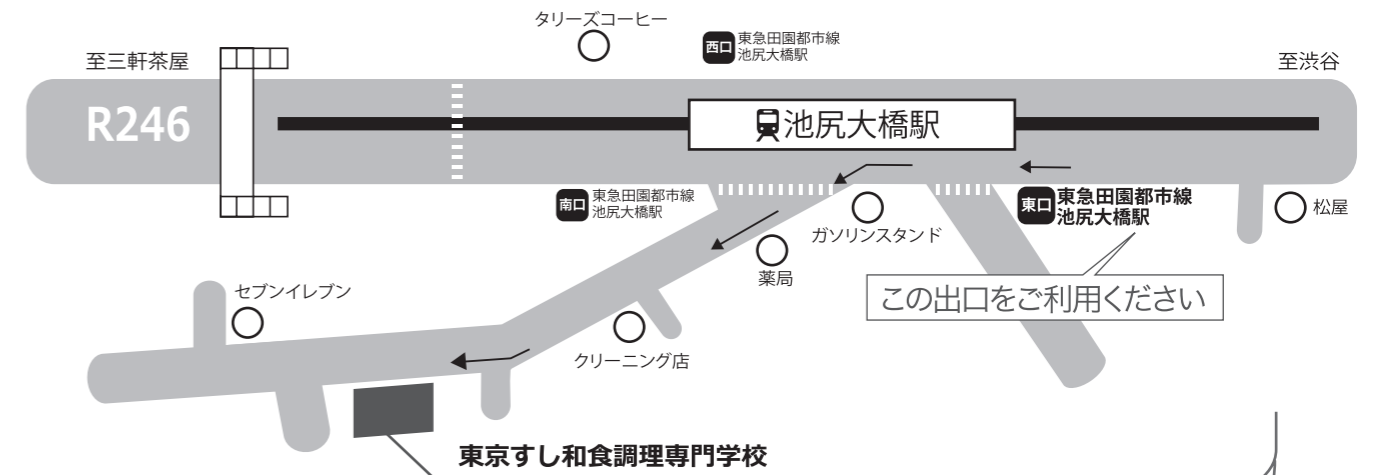 タリーズコーヒー
西口
東急田園都市線
池尻大橋駅
至三軒茶屋
至渋谷
R246
池尻大橋駅
南口
東急田園都市線
池尻大橋駅
東口
東急田園都市線
池尻大橋駅
松屋
ガソリンスタンド
薬局
この出口をご利用ください
セブンイレブン
クリーニング店
東京すし和食調理専門学校